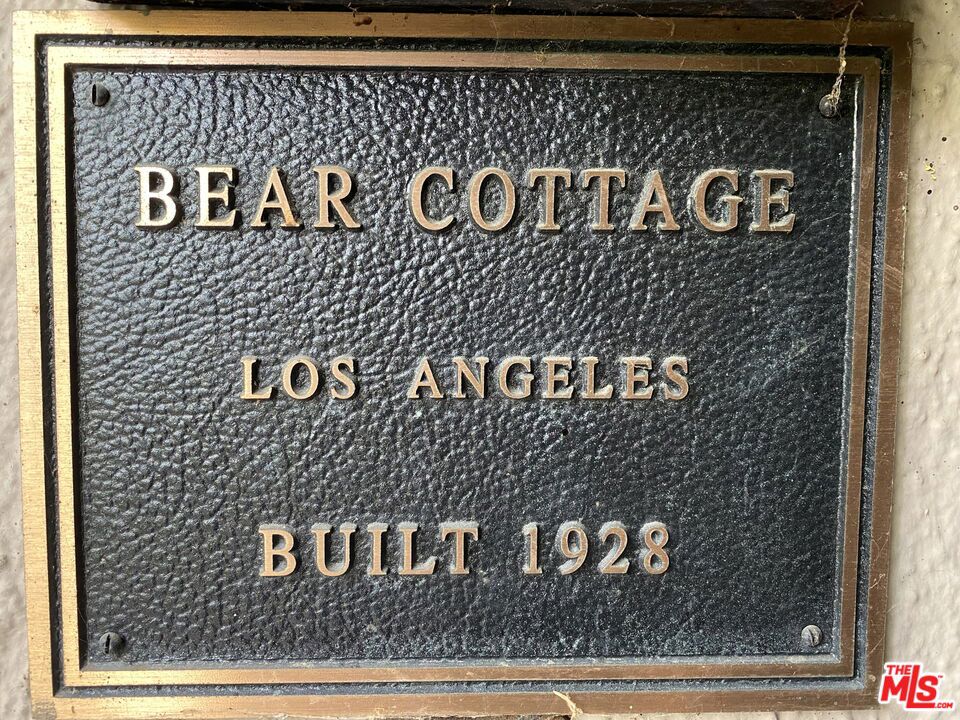 BEAR COTTAGE
LOS ANGELES
BUILT 1928
THE
MLS.COM